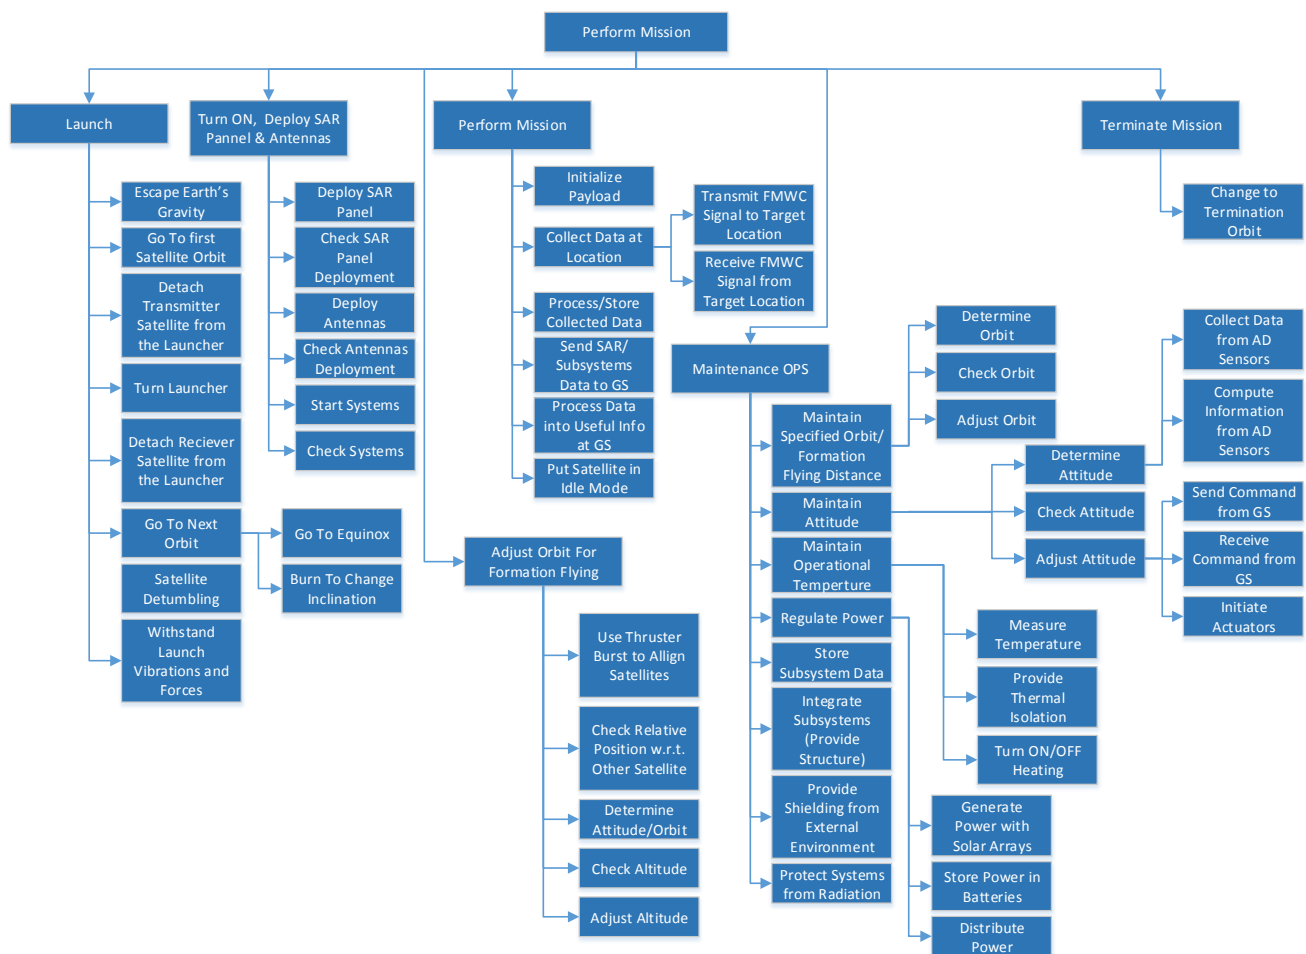 Perform Mission
Launch
Escape Earth's
Gravity
Go To first
Satellite Orbit
Detach
Transmitter
Satellite from
the Launcher
Turn Launcher
Detach Reciever
Satellite from
the Launcher
Go To Next
Orbit
Go To Equinox
Burn To Change
Inclination
Satellite
Detumbling
Withstand
Launch
Vibrations and
Forces
Turn ON, Deploy SAR
Pannel & Antennas
Deploy SAR
Panel
Check SAR
Panel
Deployment
Deploy
Antennas
Check Antennas
Deployment
Start Systems
Check Systems
Adjust Orbit For
Formation Flying
Use Thruster
Burst to Allign
Satellites
Check Relative
Position w.r.t.
Other Satellite
Determine
Attitude/Orbit
Check Altitude
Adjust Altitude
Perform Mission
Initialize
Payload
Collect Data at
Location
Transmit FMWC
Signal to Target
Location
Receive FMWC
Signal from
Target Location
Process/Store
Collected Data
Send SAR/
Subsystems
Data to GS
Process Data
into Useful Info
at GS
Put Satellite in
Idle Mode
Maintenance OPS
Maintain
Specified Orbit/
Formation
Flying Distance
Determine
Orbit
Check Orbit
Adjust Orbit
Maintain
Attitude
Determine
Attitude
Collect Data
from AD
Sensors
Compute
Information
from AD
Sensors
Check Attitude
Adjust Attitude
Send Command
from GS
Receive
Command from
GS
Initiate
Actuators
Maintain
Operational
Temperture
Measure
Temperature
Provide
Thermal
Isolation
Turn ON/OFF
Heating
Regulate Power
Generate
Power with
Solar Arrays
Store Power in
Batteries
Distribute
Power
Store
Subsystem Data
Integrate
Subsystems
(Provide
Structure)
Provide
Shielding from
External
Environment
Protect Systems
from Radiation
Terminate Mission
Change to
Termination
Orbit